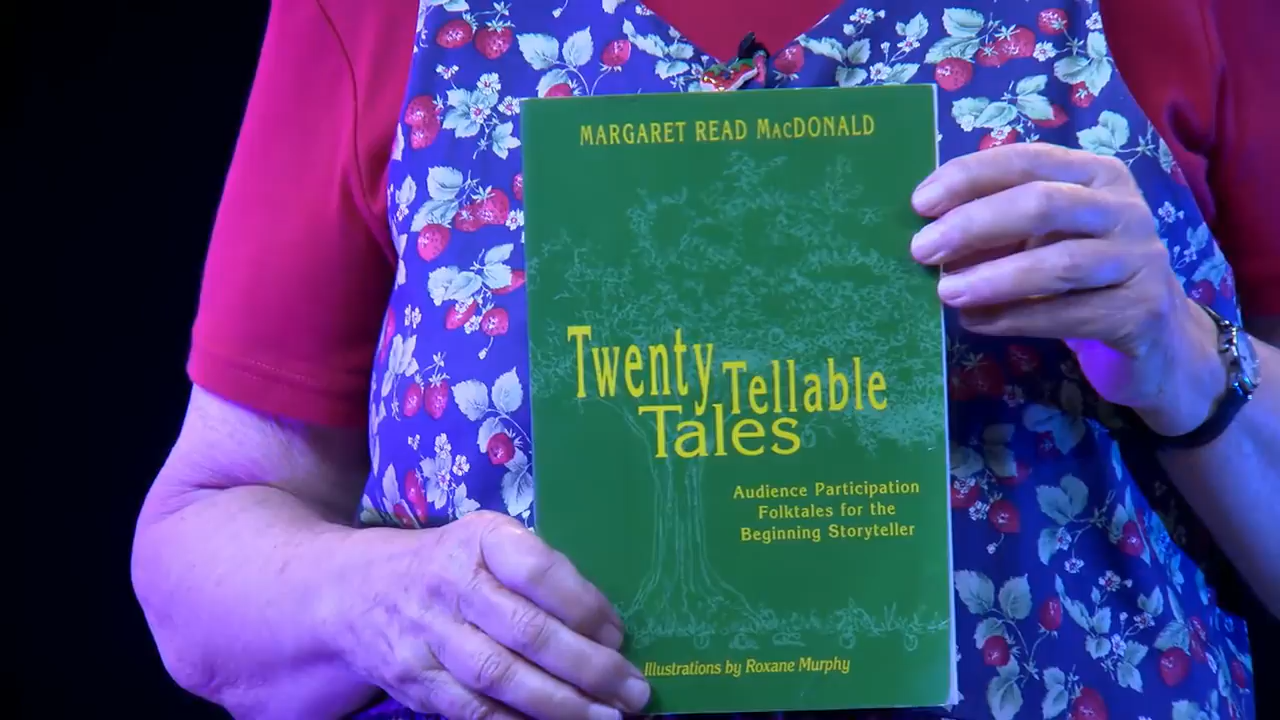 MARGARET READ MACDONALD
Twenty Tellable
Tales
Audience Participation
Folktales for the
Beginning Storyteller
Illustrations by Roxane Murphy